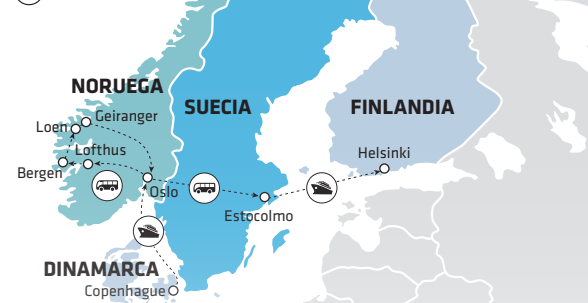 NORUEGA
SUECIA
FINLANDIA
Geiranger
Loen
Lofthus
Bergen
Helsinki
Oslo
Estocolmo
DINAMARCA
Copenhague